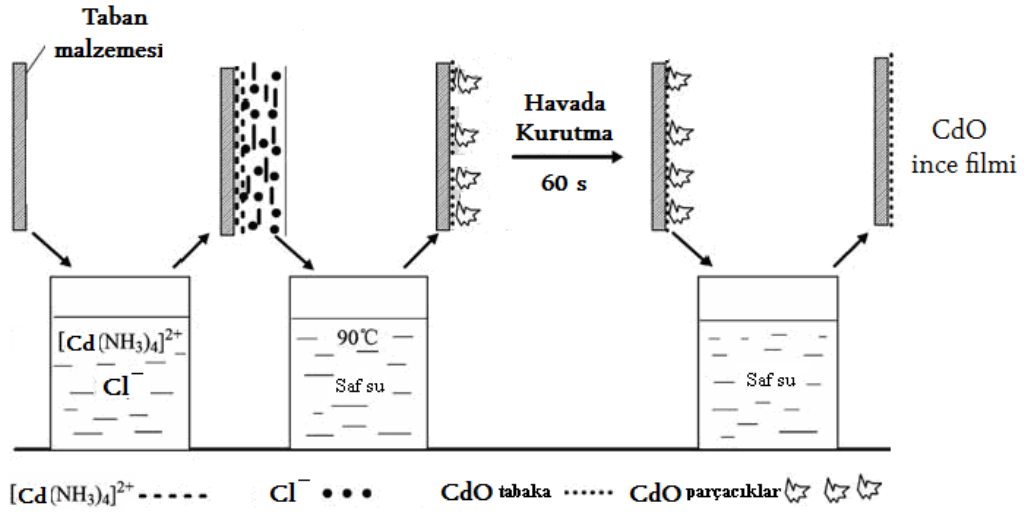 Taban
malzemesi
Havada
Kurutma
60 s
CdO
ince filmi
[Cd(NH₃)₄]²⁺
Cl⁻
90℃
Saf su
Saf su
[Cd(NH₃)₄]²⁺ Cl⁻ CdO tabaka CdO parçacıklar